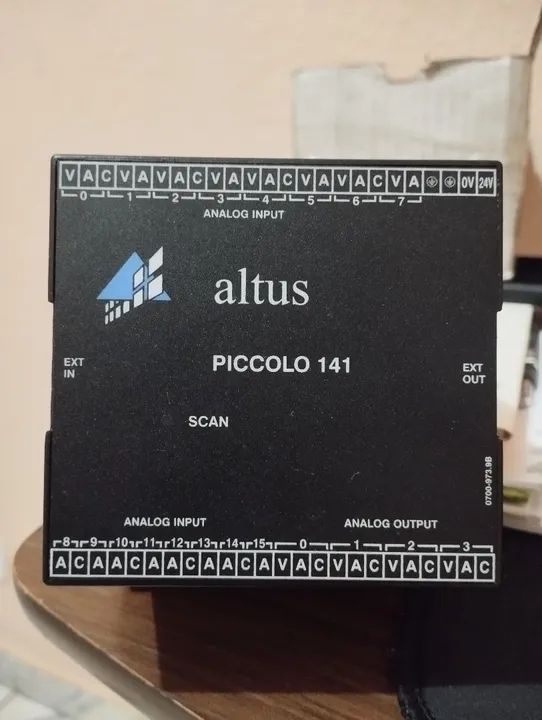 VACVAVACVAVACVAVACVA⏚⏚0V 24V
0 1 2 3 4 5 6 7
ANALOG INPUT
altus
EXT IN
PICCOLO 141
EXT OUT
SCAN
0700-973.9B
ANALOG INPUT
ANALOG OUTPUT
8 9 10 11 12 13 14 15 0 1 2 3
ACAACAACAACAVACVACVACVAC